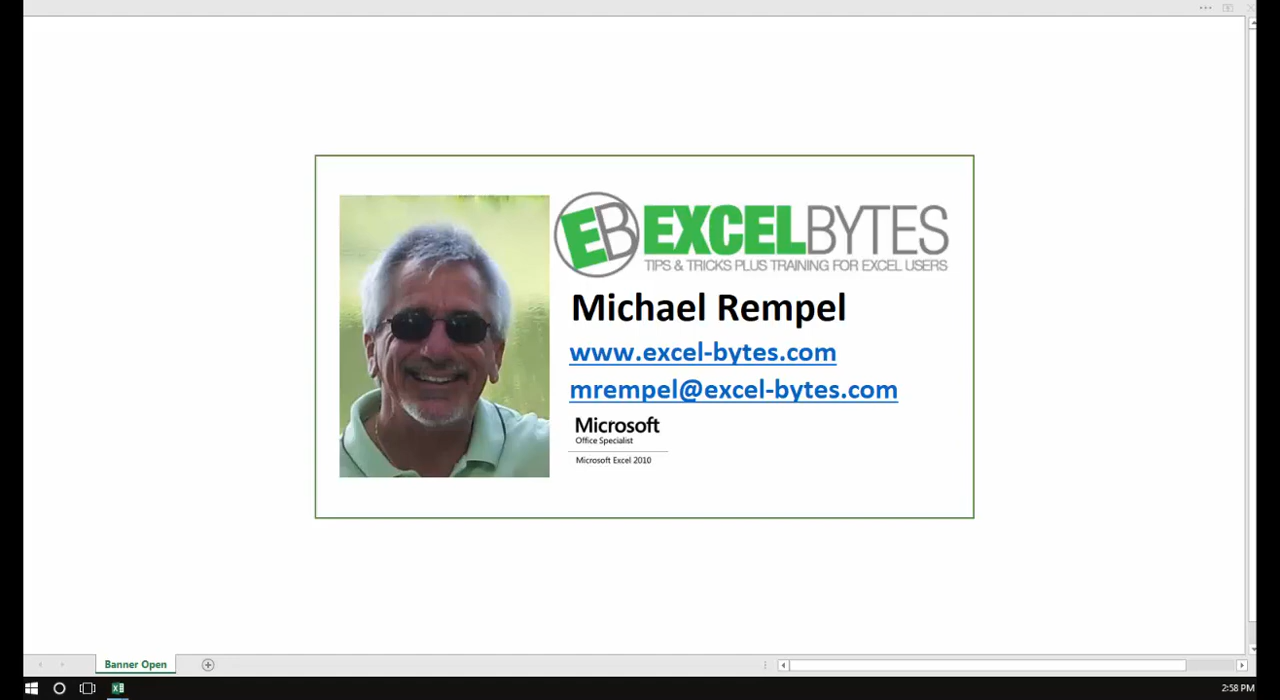 EB EXCELBYTES
TIPS & TRICKS PLUS TRAINING FOR EXCEL USERS
Michael Rempel
www.excel-bytes.com
mrempel@excel-bytes.com
Microsoft
Office Specialist
Microsoft Excel 2010
Banner Open
2:58 PM